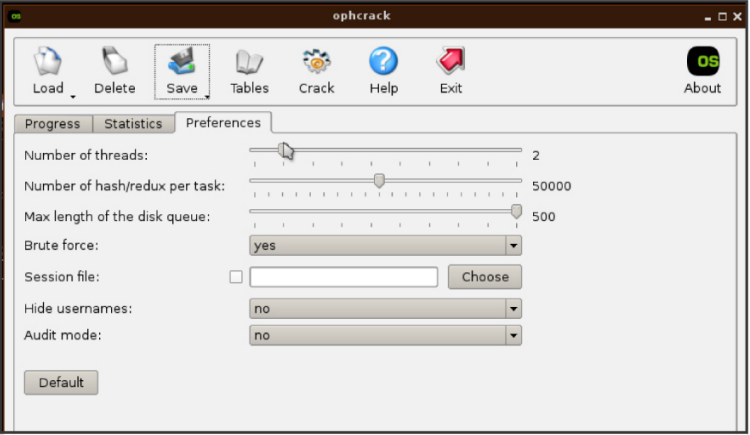 OS ophcrack
Load Delete Save Tables Crack Help Exit About
OS
Progress Statistics Preferences
Number of threads: 2
Number of hash/redux per task: 50000
Max length of the disk queue: 500
Brute force: yes
Session file: Choose
Hide usernames: no
Audit mode: no
Default